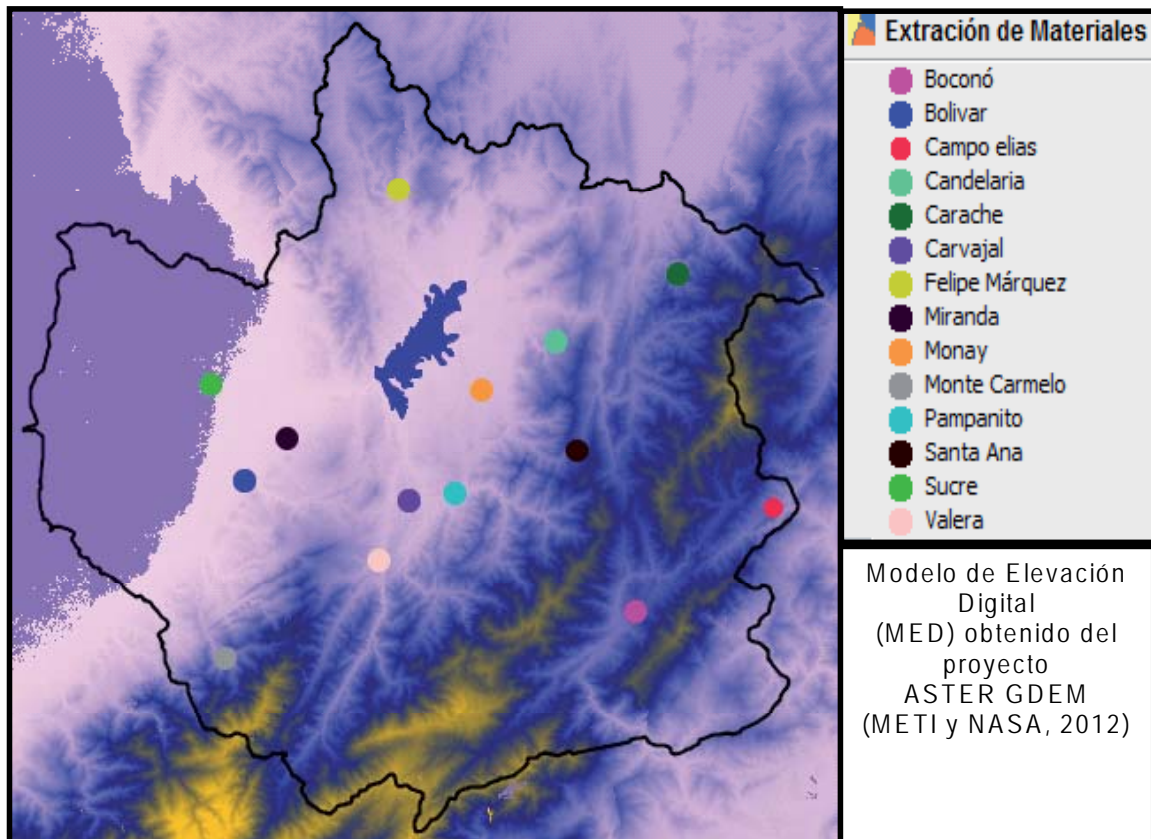 Extración de Materiales
Boconó
Bolivar
Campo elias
Candelaria
Carache
Carvajal
Felipe Márquez
Miranda
Monay
Monte Carmelo
Pampanito
Santa Ana
Sucre
Valera
Modelo de Elevación
Digital
(MED) obtenido del
proyecto
ASTER GDEM
(METI y NASA, 2012)